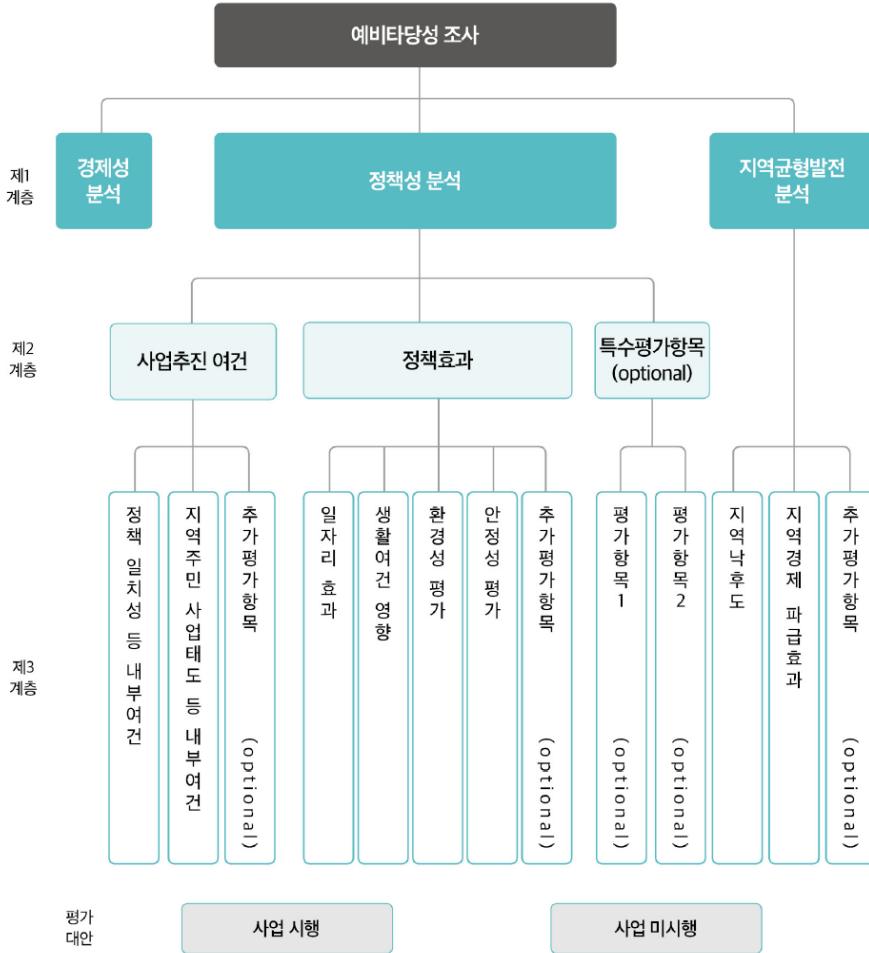 예비타당성 조사
제1
계층
경제성
분석
정책성 분석
지역균형발전
분석
제2
계층
사업추진 여건
정책효과
특수평가항목
(optional)
제3
계층
정책 일치성 등 내부여건
지역주민 사업태도 등 내부여건
추가평가항목 (optional)
일자리 효과
생활여건 영향
환경성 평가
안정성 평가
추가평가항목 (optional)
평가항목1 (optional)
평가항목2 (optional)
지역낙후도
지역경제 파급효과
추가평가항목 (optional)
평가
대안
사업 시행
사업 미시행